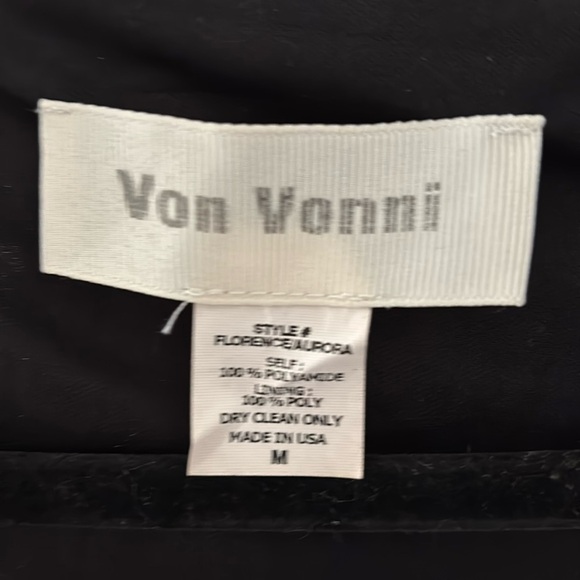 Von Vonni
STYLE #
FLORENCE/AURORA
SELF :
100 % POLYAMIDE
LINING :
100 % POLY
DRY CLEAN ONLY
MADE IN USA
M